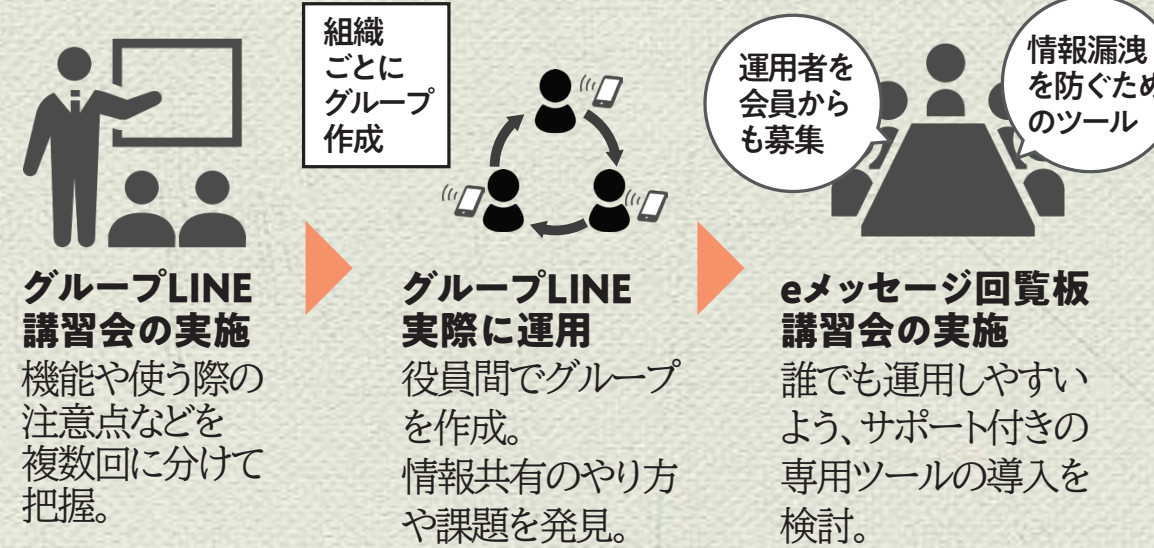 組織
ごとに
グループ
作成
運用者を
会員から
も募集
情報漏洩
を防ぐため
のツール
グループLINE
講習会の実施
機能や使う際の
注意点などを
複数回に分けて
把握。
グループLINE
実際に運用
役員間でグループ
を作成。
情報共有のやり方
や課題を発見。
eメッセージ回覧板
講習会の実施
誰でも運用しやすい
よう、サポート付きの
専用ツールの導入を
検討。